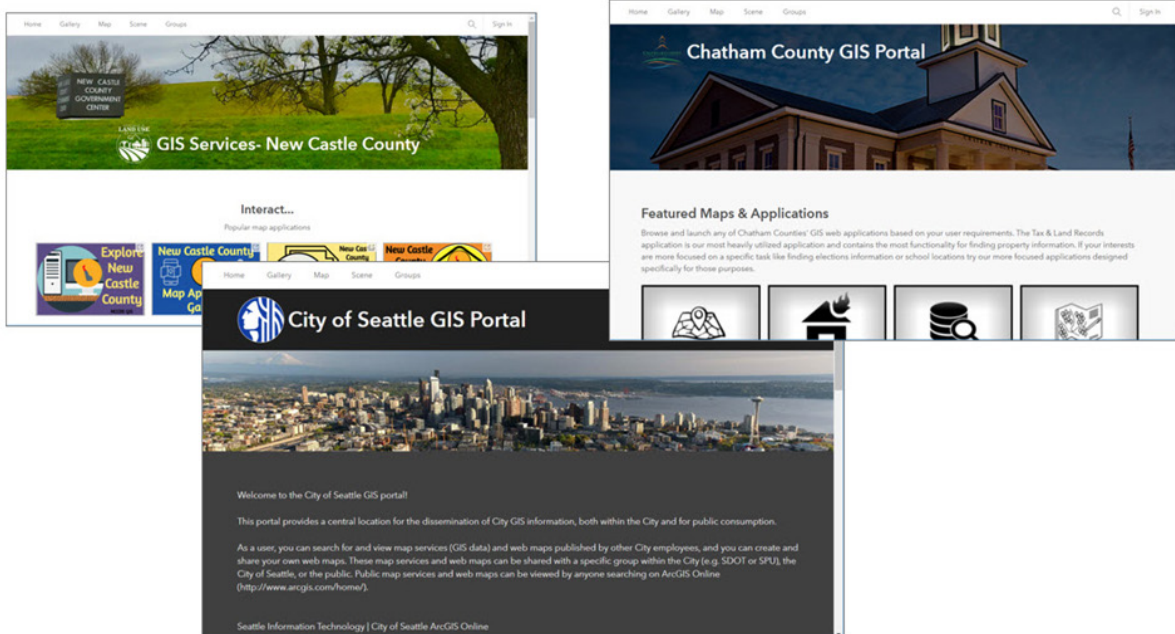 Home Gallery Map Scene Groups Sign In
NEW CASTLE
COUNTY
GOVERNMENT
CENTER
LAND USE
GIS Services- New Castle County
Interact...
Popular map applications
Explore
New
Castle
County
New Castle County
Map Ap
Ga
New Cas
County
New Castle
County
Home Gallery Map Scene Groups Sign In
Chatham County GIS Portal
Featured Maps & Applications
Browse and launch any of Chatham Counties' GIS web applications based on your user requirements. The Tax & Land Records
application is our most heavily utilized application and contains the most functionality for finding property information. If your interests
are more focused on a specific task like finding elections information or school locations try our more focused applications designed
specifically for those purposes.
Home Gallery Map Scene Groups
City of Seattle GIS Portal
Welcome to the City of Seattle GIS portal!
This portal provides a central location for the dissemination of City GIS information, both within the City and for public consumption.
As a user, you can search for and view map services (GIS data) and web maps published by other City employees, and you can create and
share your own web maps. These map services and web maps can be shared with a specific group within the City (e.g. SDOT or SPU), the
City of Seattle, or the public. Public map services and web maps can be viewed by anyone searching on ArcGIS Online
(http://www.arcgis.com/home/).
Seattle Information Technology | City of Seattle ArcGIS Online